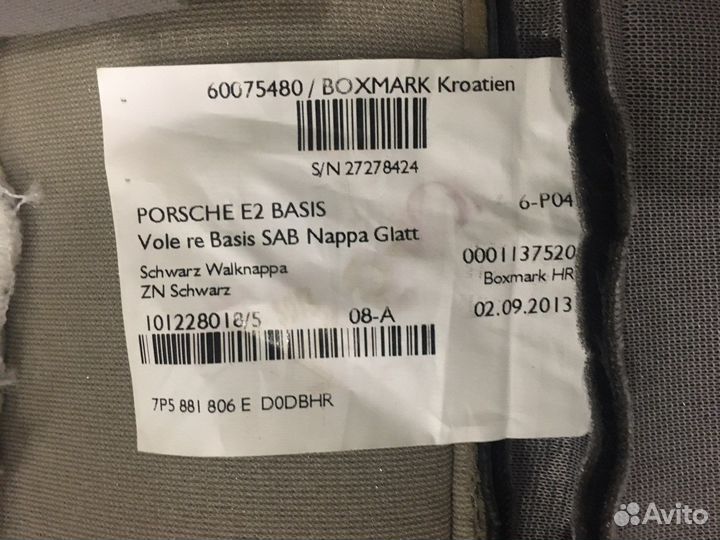 60075480 / BOXMARK Kroatien
S/N 27278424
PORSCHE E2 BASIS 6-P04
Vole re Basis SAB Nappa Glatt
0001137520
Schwarz Walknappa Boxmark HR
ZN Schwarz
101228018/5 08-A 02.09.2013
7P5 881 806 E D0DBHR
Avito